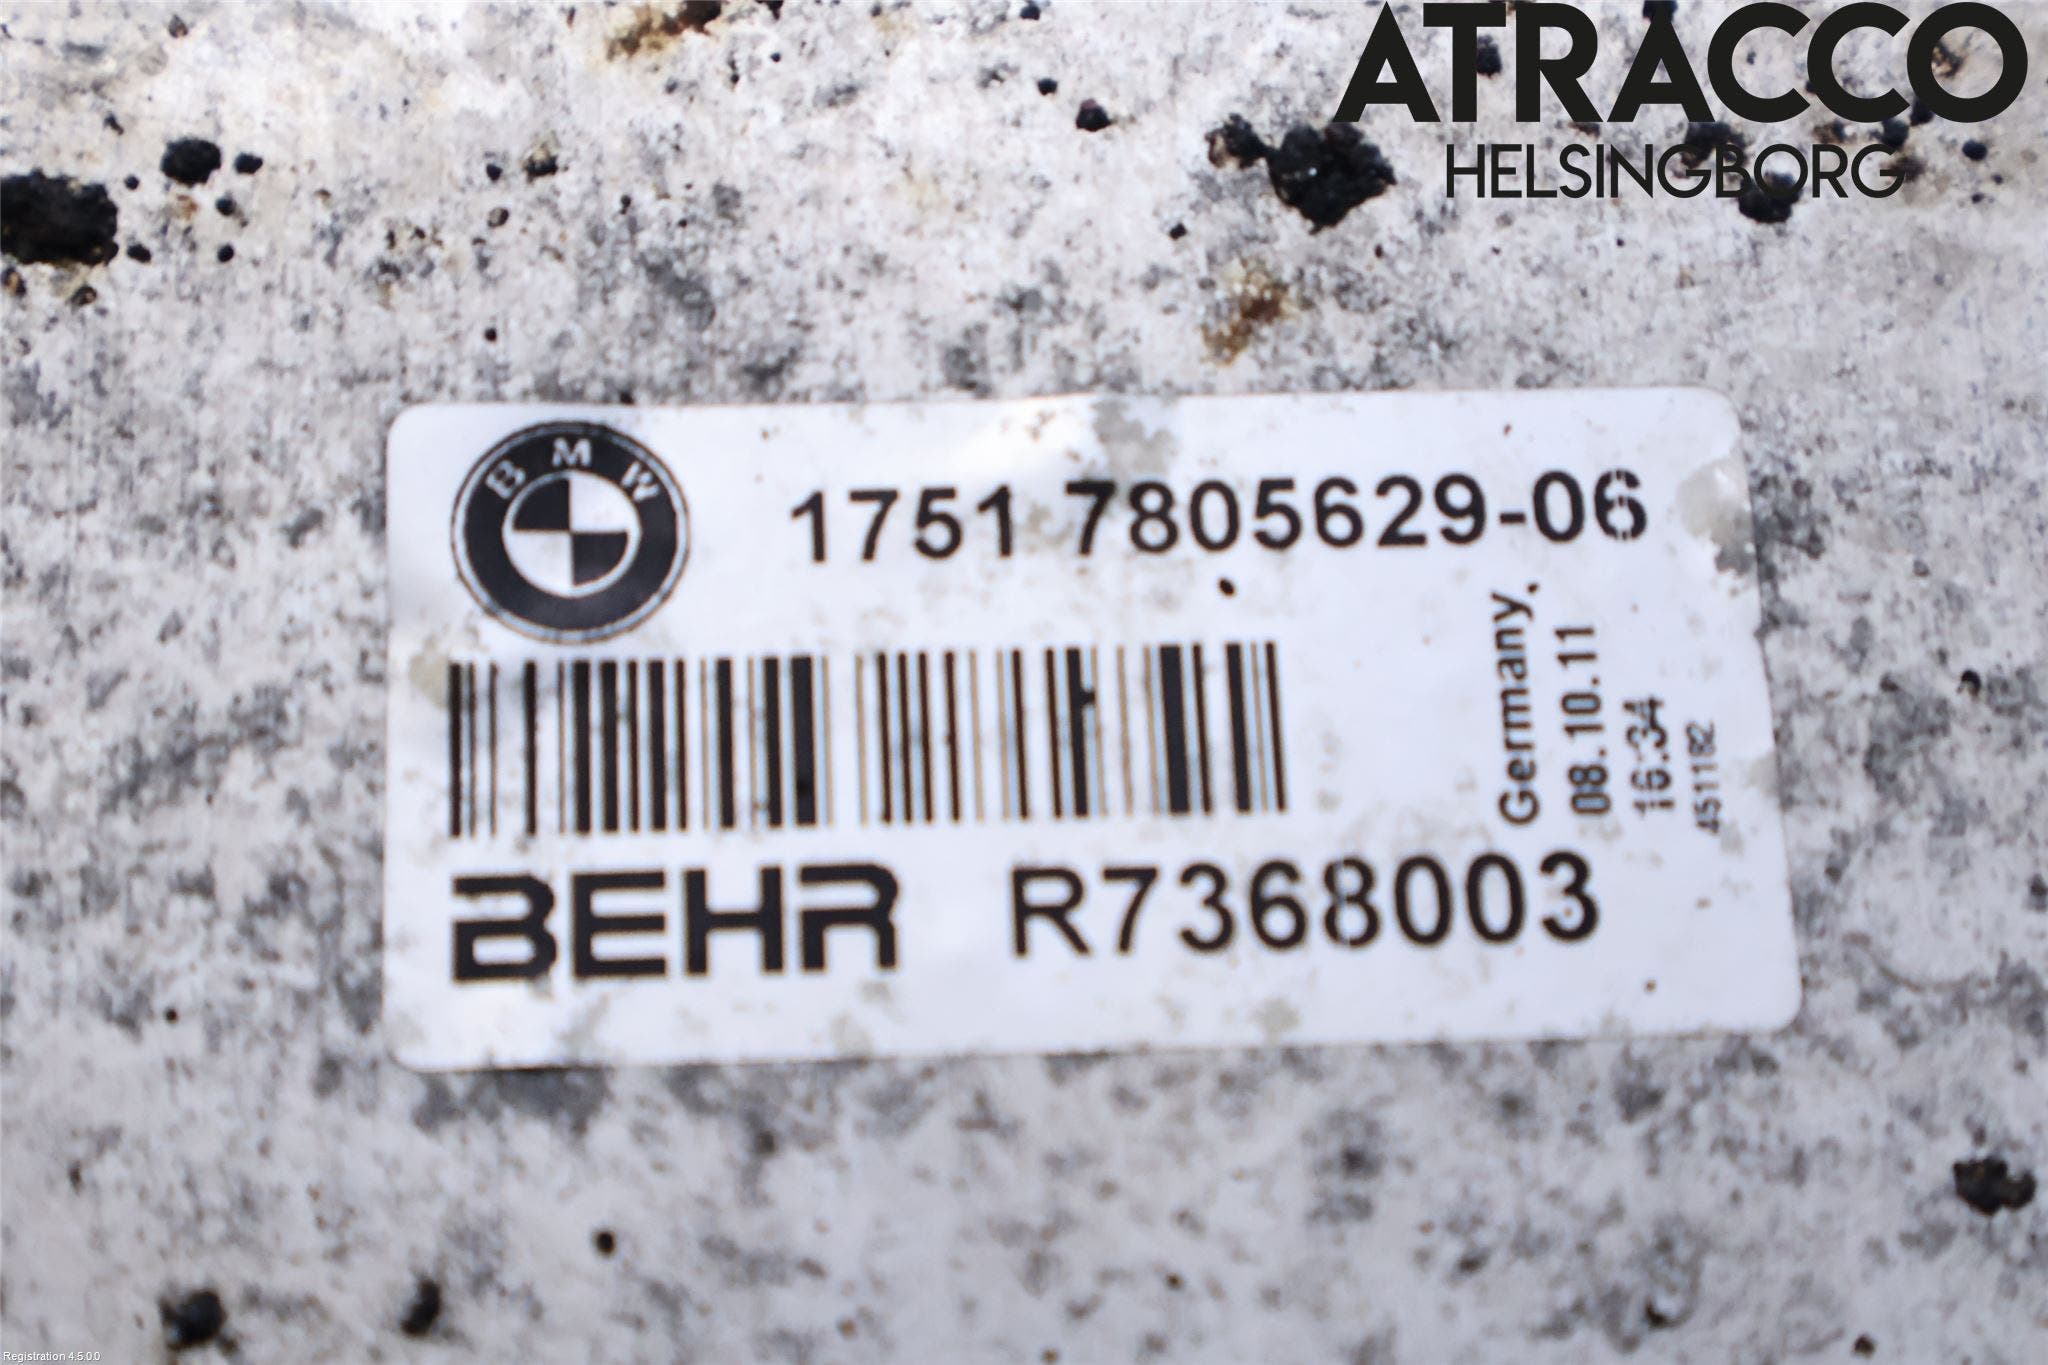 ATRACCO
HELSINGBORG
BMW
1751 7805629-06
Germany,
08.10.11
16:34
4511182
BEHR R7368003
Registration 4.5.0.0